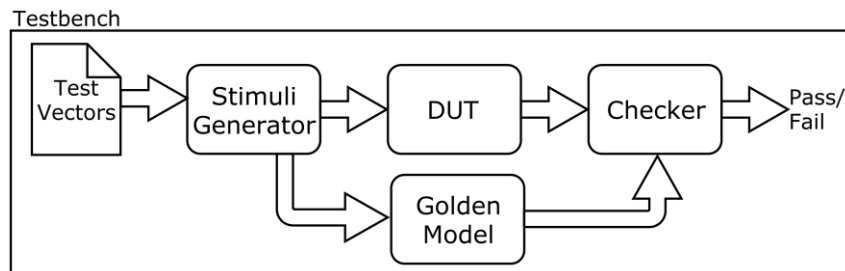 Testbench
Test
Vectors
Stimuli
Generator
DUT
Checker
Pass/
Fail
Golden
Model